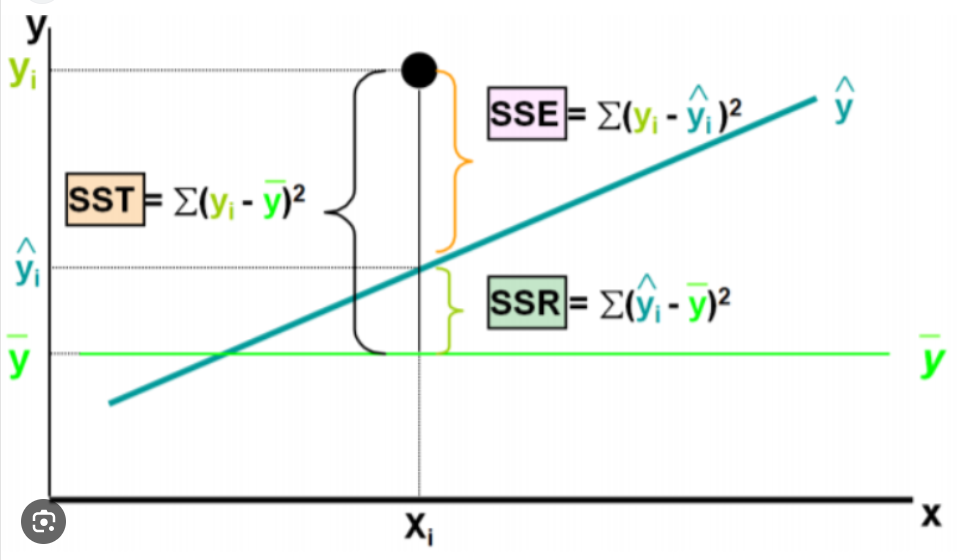 y
yᵢ
SSE = Σ(yᵢ - ŷᵢ)²
ŷ
SST = Σ(yᵢ - ȳ)²
ŷᵢ
SSR = Σ(ŷᵢ - ȳ)²
ȳ
ȳ
Xᵢ
x